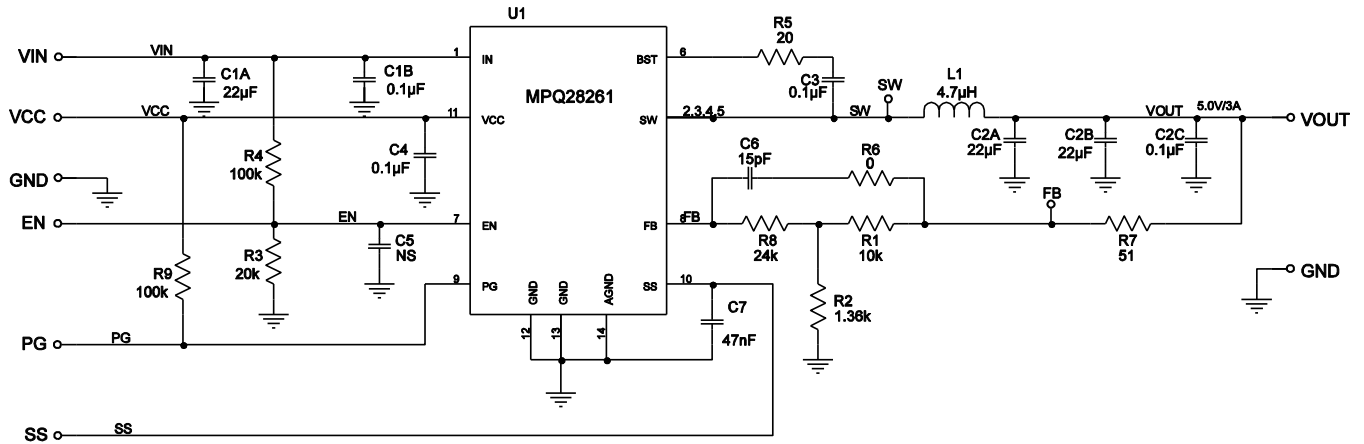 U1
MPQ28261
VIN
VIN
C1A
22µF
C1B
0.1µF
1
IN
BST
6
R5
20
C3
0.1µF
SW
L1
4.7µH
VCC
VCC
11
VCC
SW
2,3,4,5
SW
VOUT
5.0V/3A
VOUT
R4
100k
C4
0.1µF
C2A
22µF
C2B
22µF
C2C
0.1µF
C6
15pF
R6
0
GND
EN
EN
7
EN
FB
8
FB
R8
24k
R1
10k
FB
R7
51
C5
NS
R3
20k
R9
100k
9
PG
SS
10
GND
GND
AGND
12
13
14
C7
47nF
R2
1.36k
GND
PG
PG
SS
SS